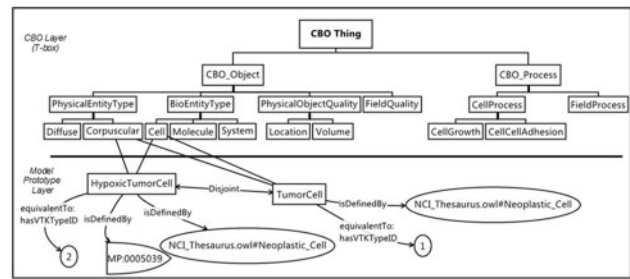 CBO Layer
(T-box)
CBO Thing
CBO_Object
CBO_Process
PhysicalEntityType
BioEntityType
PhysicalObjectQuality
FieldQuality
CellProcess
FieldProcess
Diffuse
Corpuscular
Cell
Molecule
System
Location
Volume
CellGrowth
CellCellAdhesion
Model
Prototype
Layer
HypoxicTumorCell
Disjoint
TumorCell
isDefinedBy
NCI_Thesaurus.owl#Neoplastic_Cell
equivalentTo:
hasVTKTypeID
isDefinedBy
isDefinedBy
equivalentTo:
hasVTKTypeID
1
2
MP:0005039
NCI_Thesaurus.owl#Neoplastic_Cell